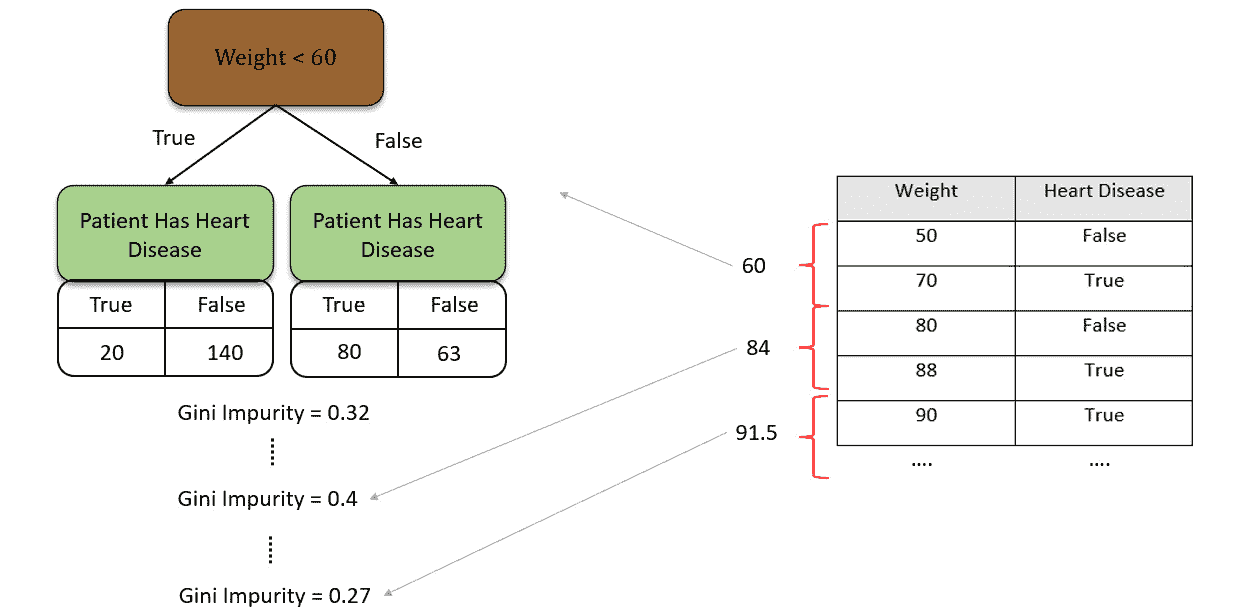 Weight < 60
True
False
Patient Has Heart
Disease
Patient Has Heart
Disease
True False
True False
20 140
80 63
Gini Impurity = 0.32
Gini Impurity = 0.4
Gini Impurity = 0.27
60
84
91.5
Weight Heart Disease
50 False
70 True
80 False
88 True
90 True
.... ....